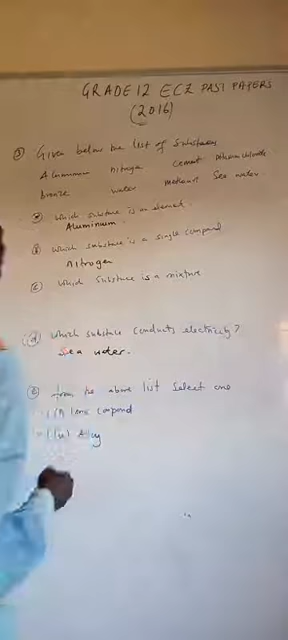 GRADE 12 ECZ PAST PAPERS
(2016)
Given below the list of Substances
Aluminium nitrogen cement
Bronze water methanol Sea water
(a) which substance is an element.
Aluminium.
(b) which substance is a single compound
Nitrogen
(c) which substance is a mixture
(d) which substance conducts electricity?
Sea water.
(e) from the above list select one
Ionic compound
Alloy